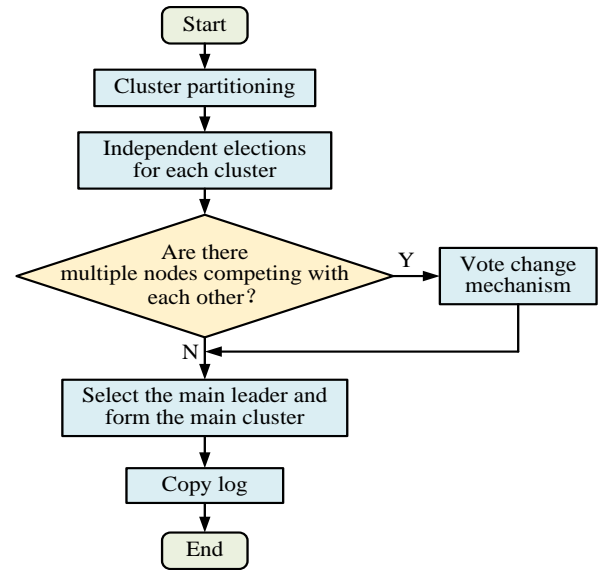 Start
Cluster partitioning
Independent elections
for each cluster
Are there
multiple nodes competing with
each other?
Y
Vote change
mechanism
N
Select the main leader and
form the main cluster
Copy log
End